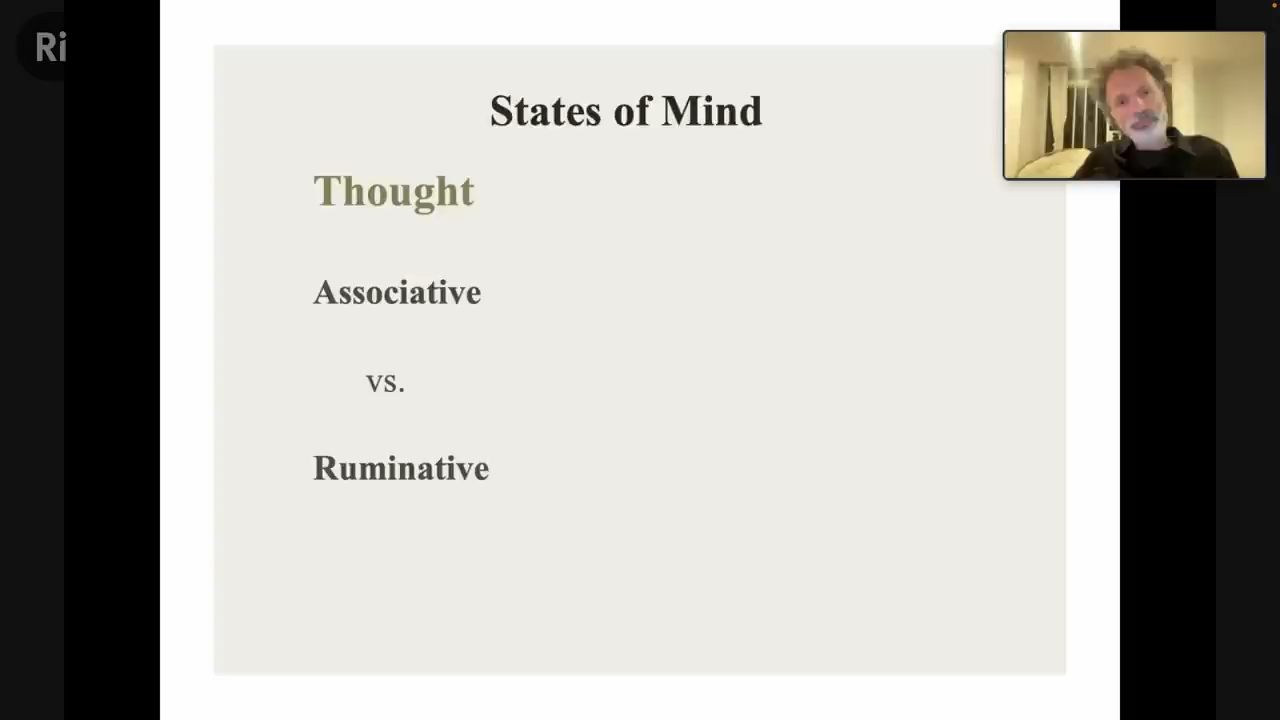 Ri
States of Mind
Thought
Associative
vs.
Ruminative